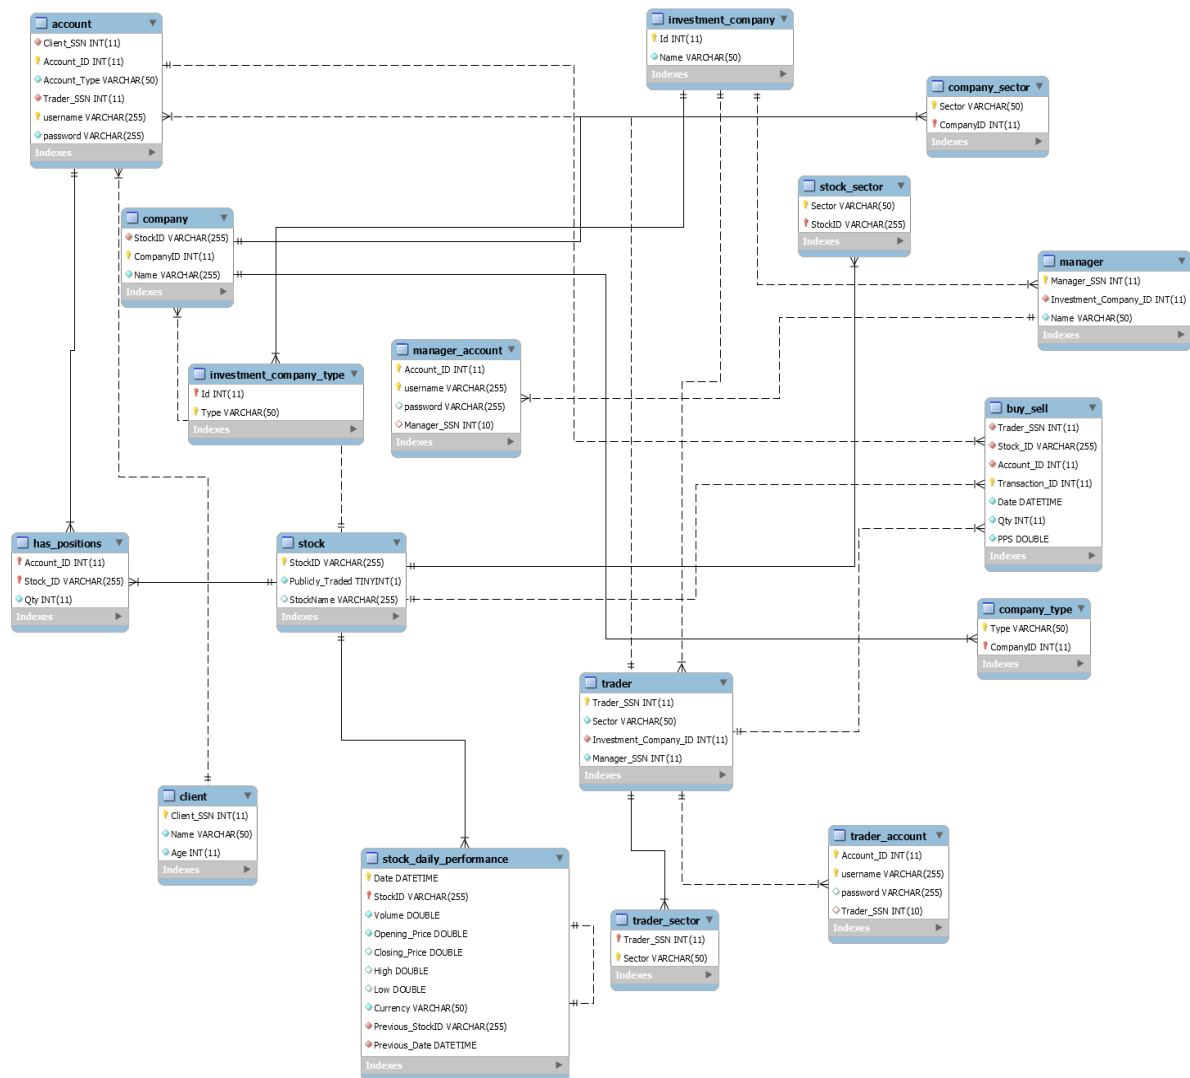 account
Client_SSN INT(11)
Account_ID INT(11)
Account_Type VARCHAR(50)
Trader_SSN INT(11)
username VARCHAR(255)
password VARCHAR(255)
Indexes
investment_company
Id INT(11)
Name VARCHAR(50)
Indexes
company_sector
Sector VARCHAR(50)
CompanyID INT(11)
Indexes
stock_sector
Sector VARCHAR(50)
StockID VARCHAR(255)
Indexes
company
StockID VARCHAR(255)
CompanyID INT(11)
Name VARCHAR(255)
Indexes
manager
Manager_SSN INT(11)
Investment_Company_ID INT(11)
Name VARCHAR(50)
Indexes
investment_company_type
Id INT(11)
Type VARCHAR(50)
Indexes
manager_account
Account_ID INT(11)
username VARCHAR(255)
password VARCHAR(255)
Manager_SSN INT(10)
Indexes
buy_sell
Trader_SSN INT(11)
Stock_ID VARCHAR(255)
Account_ID INT(11)
Transaction_ID INT(11)
Date DATETIME
Qty INT(11)
PPS DOUBLE
Indexes
has_positions
Account_ID INT(11)
Stock_ID VARCHAR(255)
Qty INT(11)
Indexes
stock
StockID VARCHAR(255)
Publicly_Traded TINYINT(1)
StockName VARCHAR(255)
Indexes
company_type
Type VARCHAR(50)
CompanyID INT(11)
Indexes
trader
Trader_SSN INT(11)
Sector VARCHAR(50)
Investment_Company_ID INT(11)
Manager_SSN INT(11)
Indexes
client
Client_SSN INT(11)
Name VARCHAR(50)
Age INT(11)
Indexes
stock_daily_performance
Date DATETIME
StockID VARCHAR(255)
Volume DOUBLE
Opening_Price DOUBLE
Closing_Price DOUBLE
High DOUBLE
Low DOUBLE
Currency VARCHAR(50)
Previous_StockID VARCHAR(255)
Previous_Date DATETIME
Indexes
trader_sector
Trader_SSN INT(11)
Sector VARCHAR(50)
Indexes
trader_account
Account_ID INT(11)
username VARCHAR(255)
password VARCHAR(255)
Trader_SSN INT(10)
Indexes